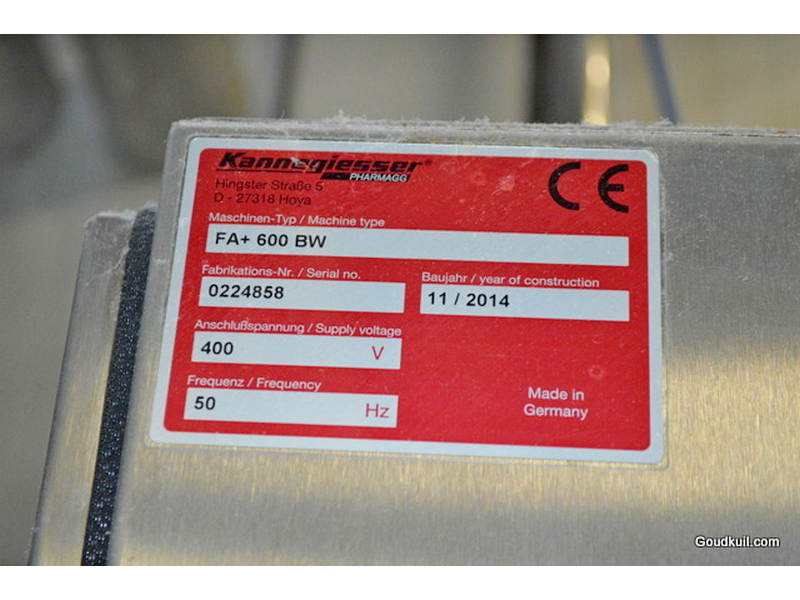 Kannegiesser®
PHARMAGG
Hingster Straße 5
D - 27318 Hoya
CE
Maschinen-Typ / Machine type
FA+ 600 BW
Fabrikations-Nr. / Serial no.
0224858
Baujahr / year of construction
11 / 2014
Anschlußspannung / Supply voltage
400 V
Frequenz / Frequency
50 Hz
Made in
Germany
Goudkuil.com